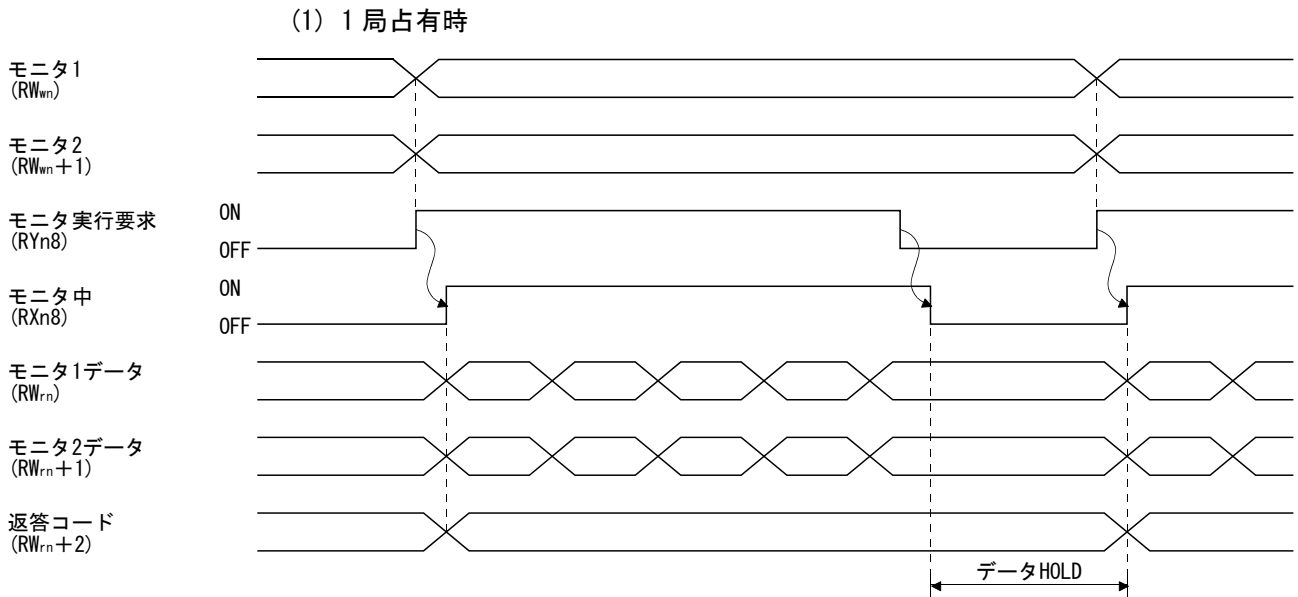 (1) 1局占有時
モニタ1
(RWwn)
モニタ2
(RWwn+1)
モニタ実行要求
(RYn8)
ON
OFF
モニタ中
(RXn8)
ON
OFF
モニタ1データ
(RWrn)
モニタ2データ
(RWrn+1)
返答コード
(RWrn+2)
データHOLD